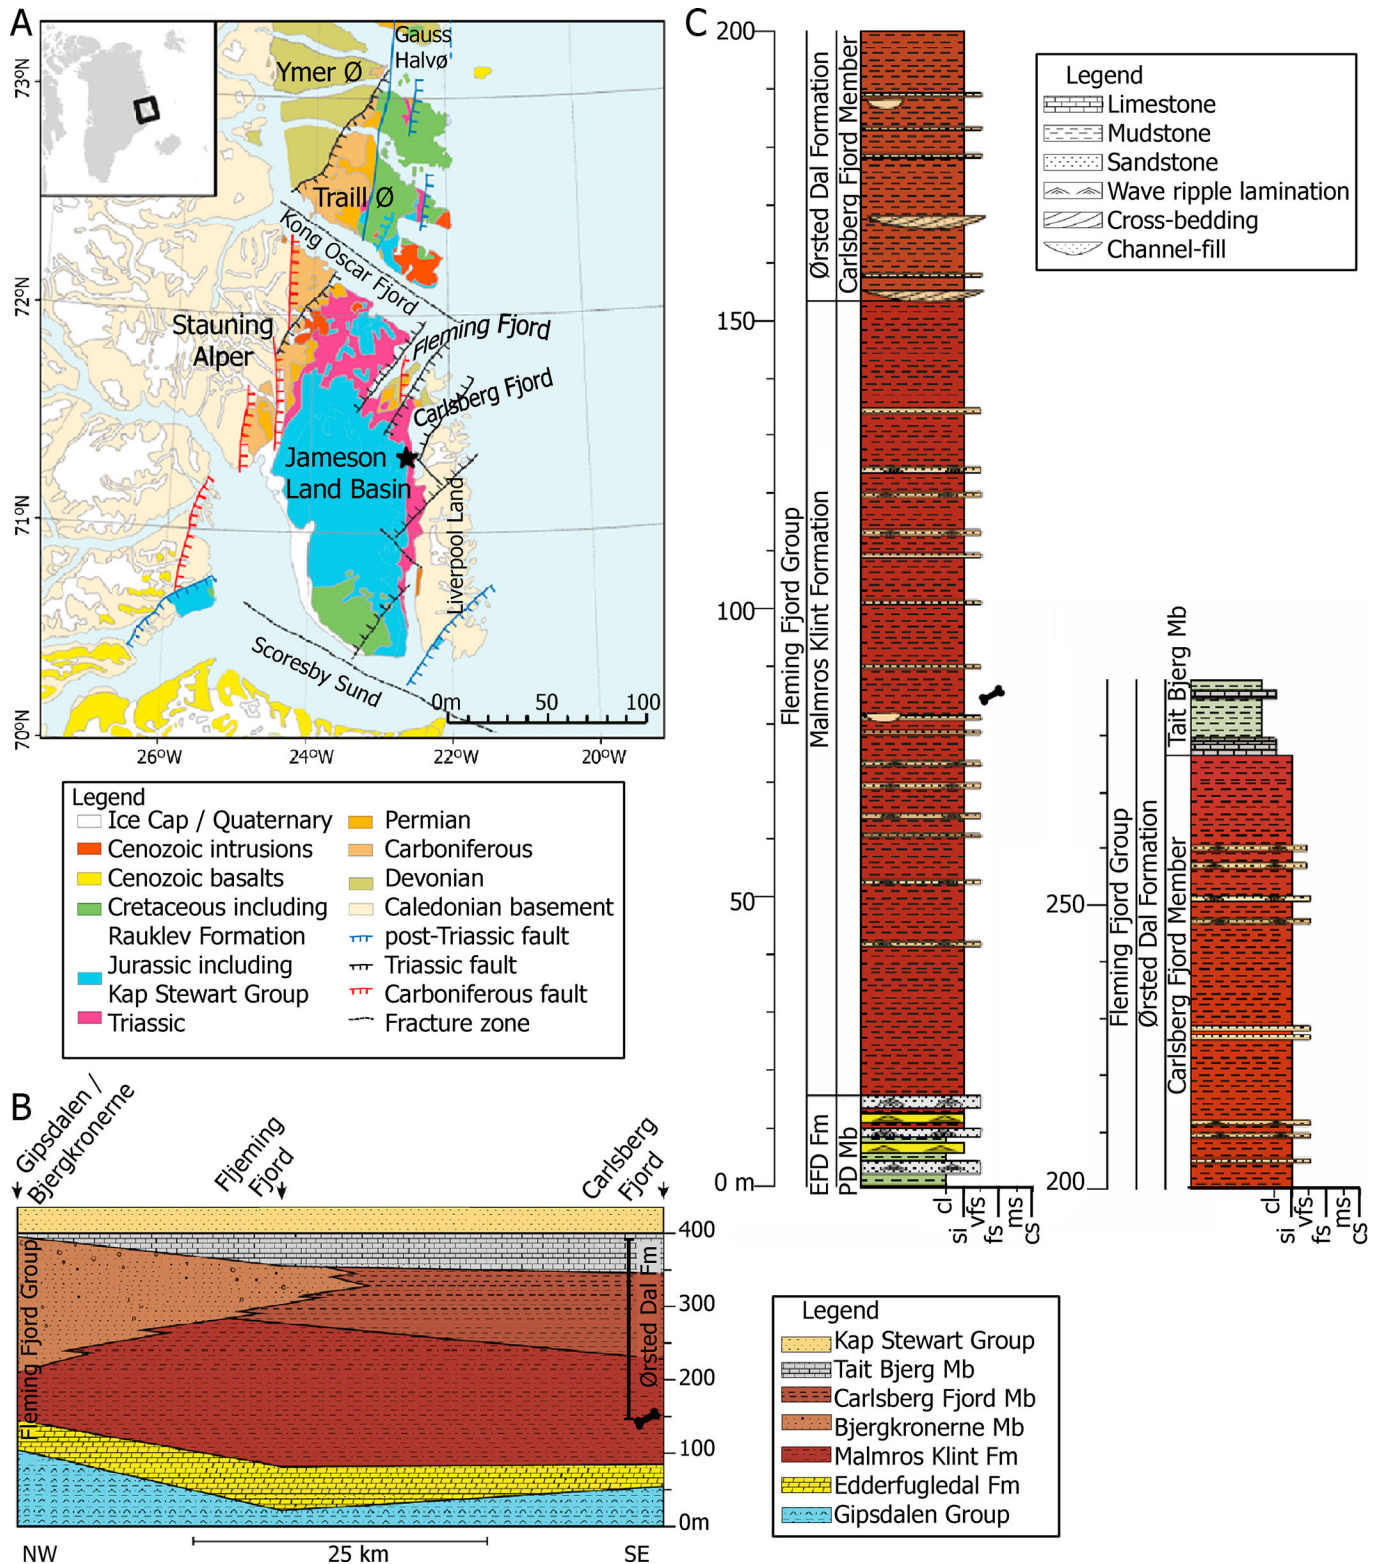 A
73ºN
72ºN
71ºN
70ºN
26ºW
24ºW
22ºW
20ºW
Gauss
Halvø
Ymer Ø
Traill Ø
Kong Oscar Fjord
Stauning
Alper
Fleming Fjord
Carlsberg Fjord
Jameson
Land Basin
Liverpool Land
Scoresby Sund
0m 50 100
Legend
Ice Cap / Quaternary
Cenozoic intrusions
Cenozoic basalts
Cretaceous including
Rauklev Formation
Jurassic including
Kap Stewart Group
Triassic
Permian
Carboniferous
Devonian
Caledonian basement
post-Triassic fault
Triassic fault
Carboniferous fault
Fracture zone
B
Gipsdalen /
Bjergkronerne
Fljeming
Fjord
Carlsberg
Fjord
Fleming Fjord Group
Ørsted Dal Fm
400
300
200
100
0m
NW
25 km
SE
C
200
150
100
50
0 m
Fleming Fjord Group
Ørsted Dal Formation
Carlsberg Fjord Member
Malmros Klint Formation
EFD Fm
PD Mb
cl
si
vfs
fs
ms
cs
Legend
Limestone
Mudstone
Sandstone
Wave ripple lamination
Cross-bedding
Channel-fill
250
200
Fleming Fjord Group
Ørsted Dal Formation
Tait Bjerg Mb
Carlsberg Fjord Member
cl
si
vfs
fs
ms
cs
Legend
Kap Stewart Group
Tait Bjerg Mb
Carlsberg Fjord Mb
Bjergkronerne Mb
Malmros Klint Fm
Edderfugledal Fm
Gipsdalen Group